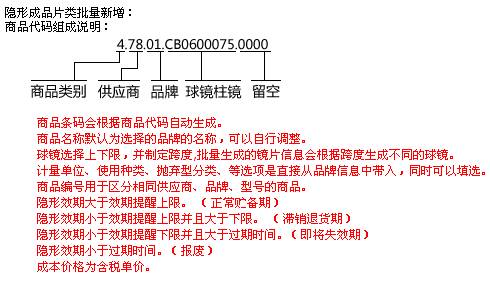 隐形成品片类批量新增：
商品代码组成说明：
4.78.01.CB0600075.0000
商品类别 供应商 品牌 球镜柱镜 留空
商品条码会根据商品代码自动生成。
商品名称默认为选择的品牌的名称，可以自行调整。
球镜选择上下限，并制定跨度,批量生成的镜片信息会根据跨度生成不同的球镜。
计量单位、使用种类、抛弃型分类、等选项是直接从品牌信息中带入，同时可以填选。
商品编号用于区分相同供应商、品牌、型号的商品。
隐形效期大于效期提醒上限。（正常贮备期）
隐形效期小于效期提醒上限并且大于下限。（滞销退货期）
隐形效期小于效期提醒下限并且大于过期时间。（即将失效期）
隐形效期小于过期时间。（报废）
成本价格为含税单价。